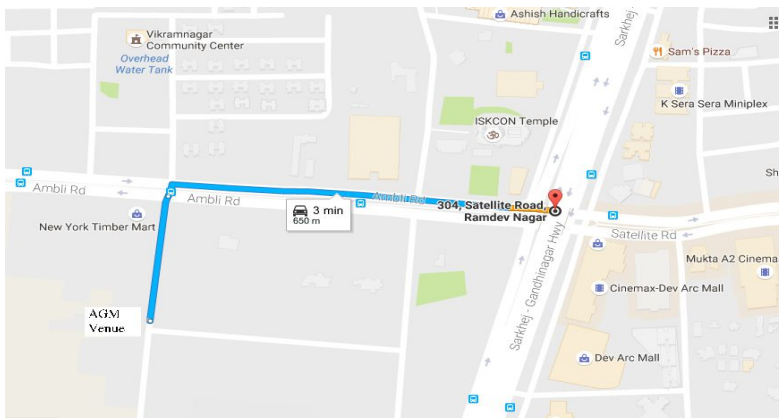 Ashish Handicrafts
Sarkhej
Vikramnagar
Community Center
Overhead
Water Tank
Sam's Pizza
K Sera Sera Miniplex
ISKCON Temple
Sh
Ambli Rd
Ambli Rd
Ambli Rd
304, Satellite Road,
Ramdev Nagar
3 min
650 m
New York Timber Mart
Satellite Rd
Sarkhej - Gandhinagar Hwy
Mukta A2 Cinema
Cinemax-Dev Arc Mall
AGM
Venue
Dev Arc Mall